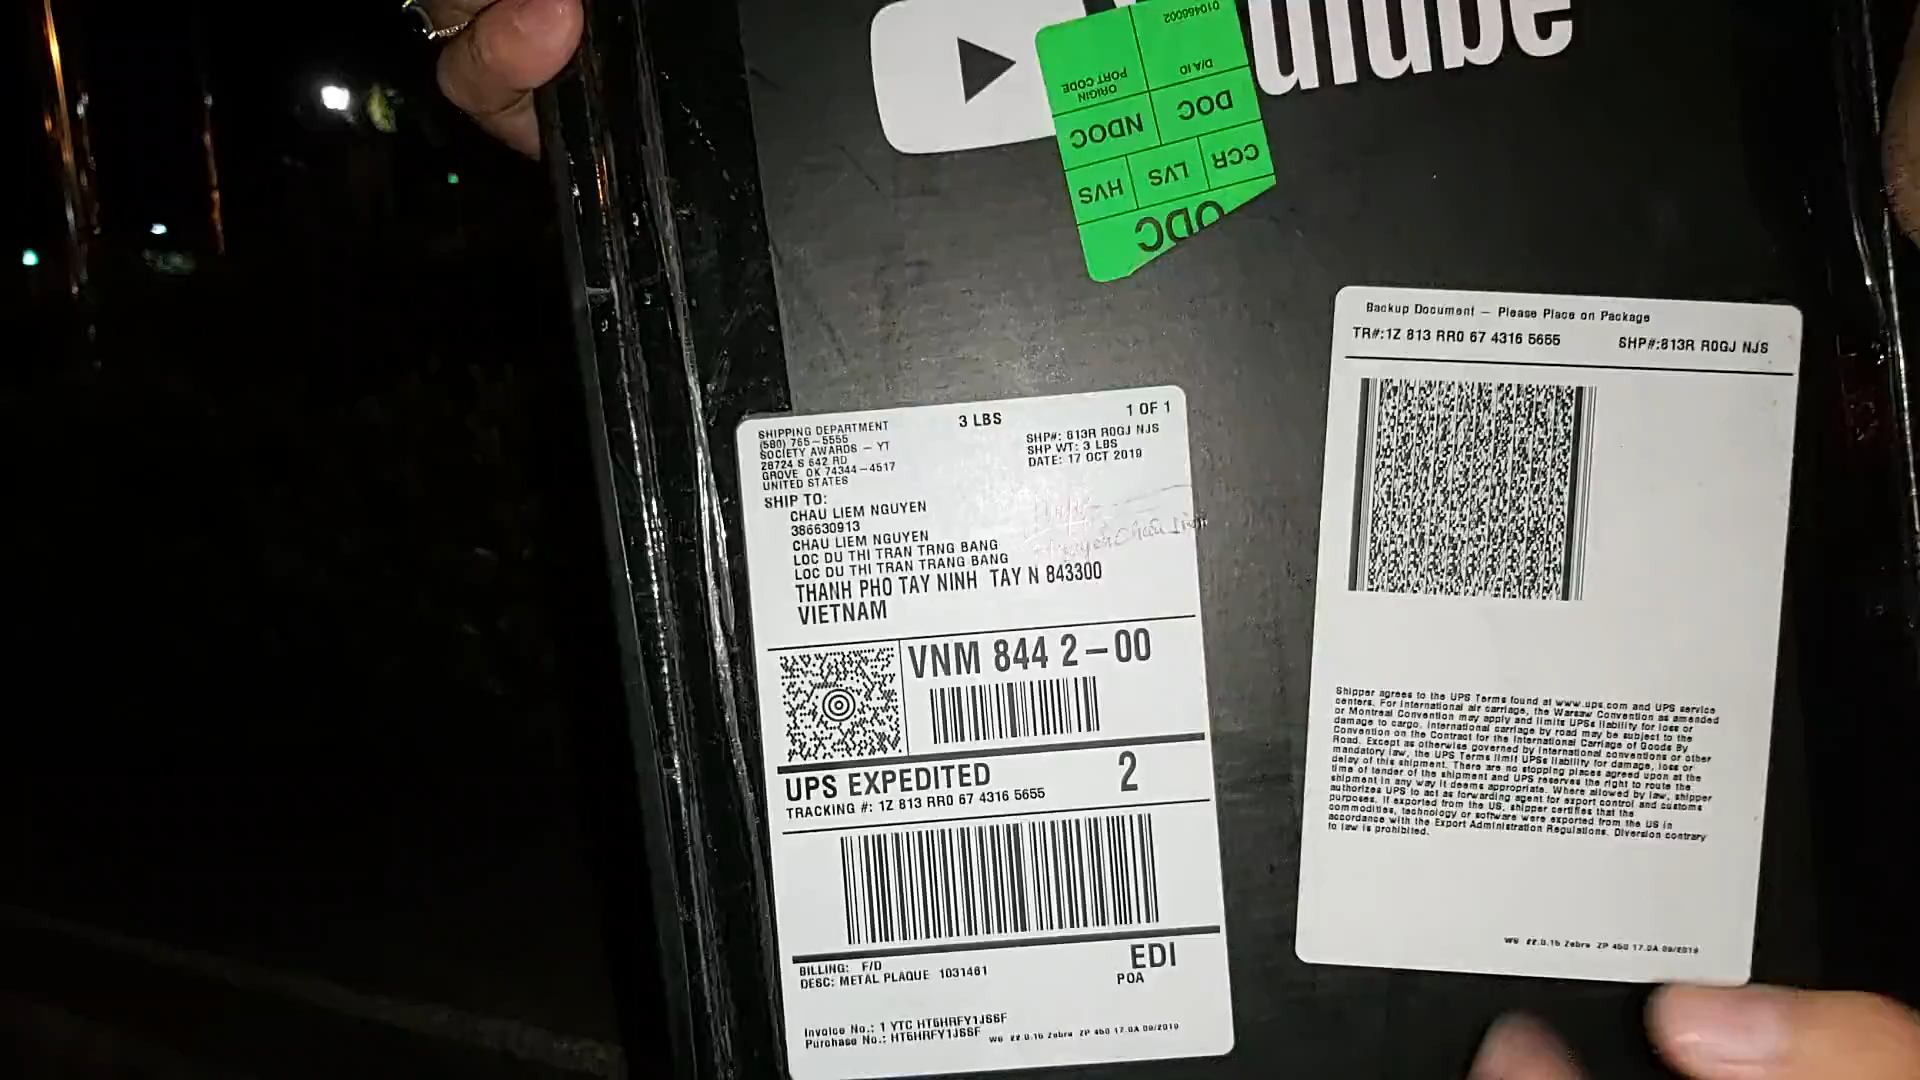 uTube
010466002
ORIGIN
PORT CODE
D/A ID
NDOC
DOC
HVS
LVS
CCR
ODC
SHIPPING DEPARTMENT
(580) 765-5555
SOCIETY AWARDS - YT
28724 S 642 RD
GROVE OK 74344-4517
UNITED STATES
3 LBS
1 OF 1
SHP#: 813R R0GJ NJS
SHP WT: 3 LBS
DATE: 17 OCT 2019
SHIP TO:
CHAU LIEM NGUYEN
386630913
CHAU LIEM NGUYEN
LOC DU THI TRAN TRNG BANG
LOC DU THI TRAN TRANG BANG
THANH PHO TAY NINH TAY N 843300
VIETNAM
VNM 844 2-00
UPS EXPEDITED
2
TRACKING #: 1Z 813 RR0 67 4316 5655
BILLING: F/D
DESC: METAL PLAQUE 1031461
EDI
POA
Invoice No.: 1 YTC HT6HRFY1JSSF
Purchase No.: HT6HRFY1JSSF
Zebra ZP 450 17.0A 09/2019
Backup Document – Please Place on Package
TR#:1Z 813 RR0 67 4316 5655
SHP#:813R R0GJ NJS
Shipper agrees to the UPS Terms found at www.ups.com and UPS service
centers. For international air carriage, the Warsaw Convention as amended
or Montreal Convention may apply and limits UPSs liability for loss or
damage to cargo. International carriage by road may be subject to the
Convention on the Contract for the International Carriage of Goods By
Road. Except as otherwise governed by international conventions or other
mandatory law, the UPS Terms limit UPSs liability for damage, loss or
delay of this shipment. There are no stopping places agreed upon at the
time of tender of the shipment and UPS reserves the right to route the
shipment in any way it deems appropriate. Where allowed by law, shipper
authorizes UPS to act as forwarding agent for export control and customs
purposes. If exported from the US, shipper certifies that the
commodities, technology or software were exported from the US in
accordance with the Export Administration Regulations. Diversion contrary
to law is prohibited.
Zebra ZP 450 17.0A 09/2019